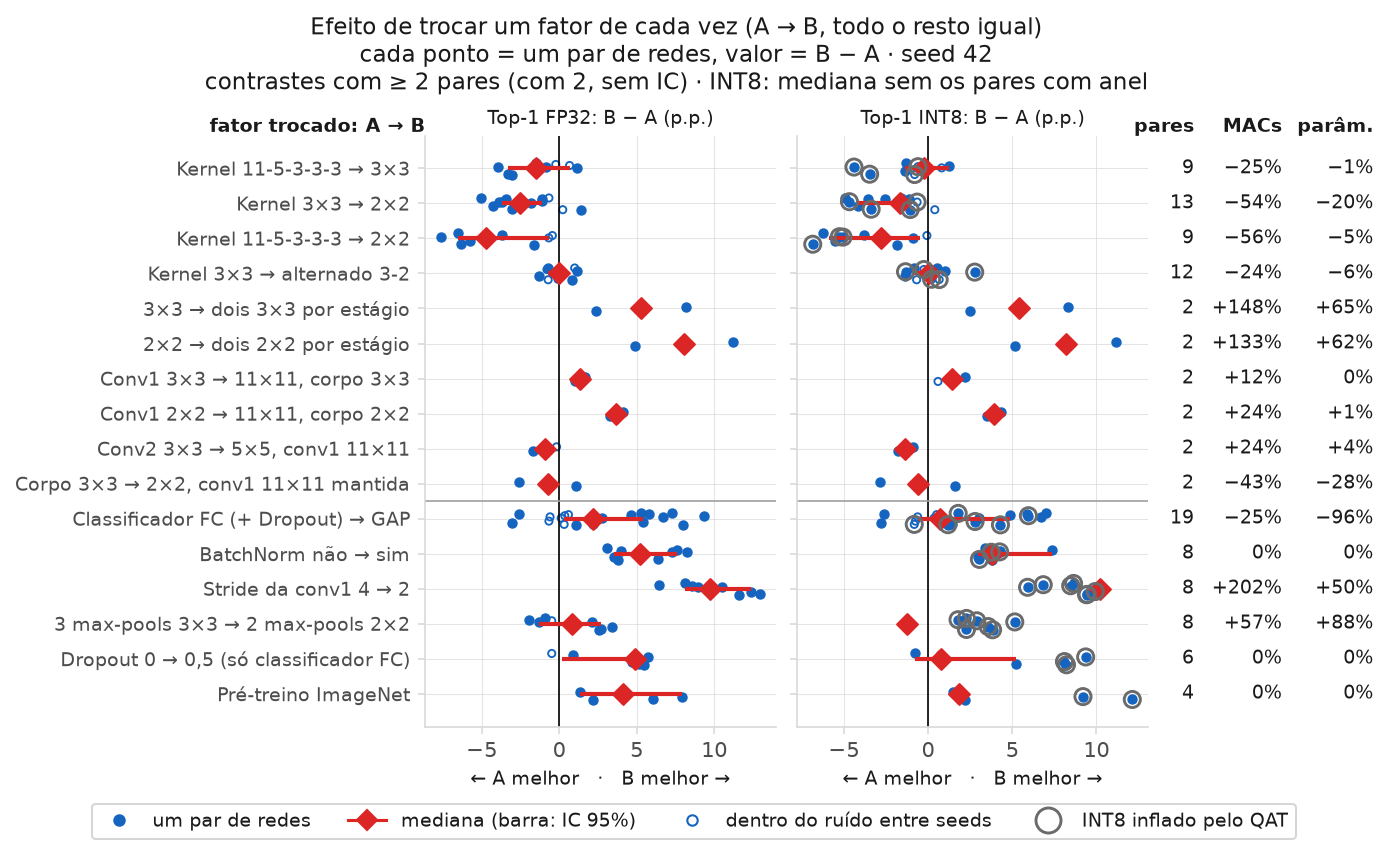 Efeito de trocar um fator de cada vez (A → B, todo o resto igual)
cada ponto = um par de redes, valor = B − A · seed 42
contrastes com ≥ 2 pares (com 2, sem IC) · INT8: mediana sem os pares com anel
fator trocado: A → B Top-1 FP32: B − A (p.p.) Top-1 INT8: B − A (p.p.) pares MACs parâm.
Kernel 11-5-3-3-3 → 3×3 9 −25% −1%
Kernel 3×3 → 2×2 13 −54% −20%
Kernel 11-5-3-3-3 → 2×2 9 −56% −5%
Kernel 3×3 → alternado 3-2 12 −24% −6%
3×3 → dois 3×3 por estágio 2 +148% +65%
2×2 → dois 2×2 por estágio 2 +133% +62%
Conv1 3×3 → 11×11, corpo 3×3 2 +12% 0%
Conv1 2×2 → 11×11, corpo 2×2 2 +24% +1%
Conv2 3×3 → 5×5, conv1 11×11 2 +24% +4%
Corpo 3×3 → 2×2, conv1 11×11 mantida 2 −43% −28%
Classificador FC (+ Dropout) → GAP 19 −25% −96%
BatchNorm não → sim 8 0% 0%
Stride da conv1 4 → 2 8 +202% +50%
3 max-pools 3×3 → 2 max-pools 2×2 8 +57% +88%
Dropout 0 → 0,5 (só classificador FC) 6 0% 0%
Pré-treino ImageNet 4 0% 0%
−5 0 5 10 −5 0 5 10
← A melhor · B melhor → ← A melhor · B melhor →
um par de redes mediana (barra: IC 95%) dentro do ruído entre seeds INT8 inflado pelo QAT